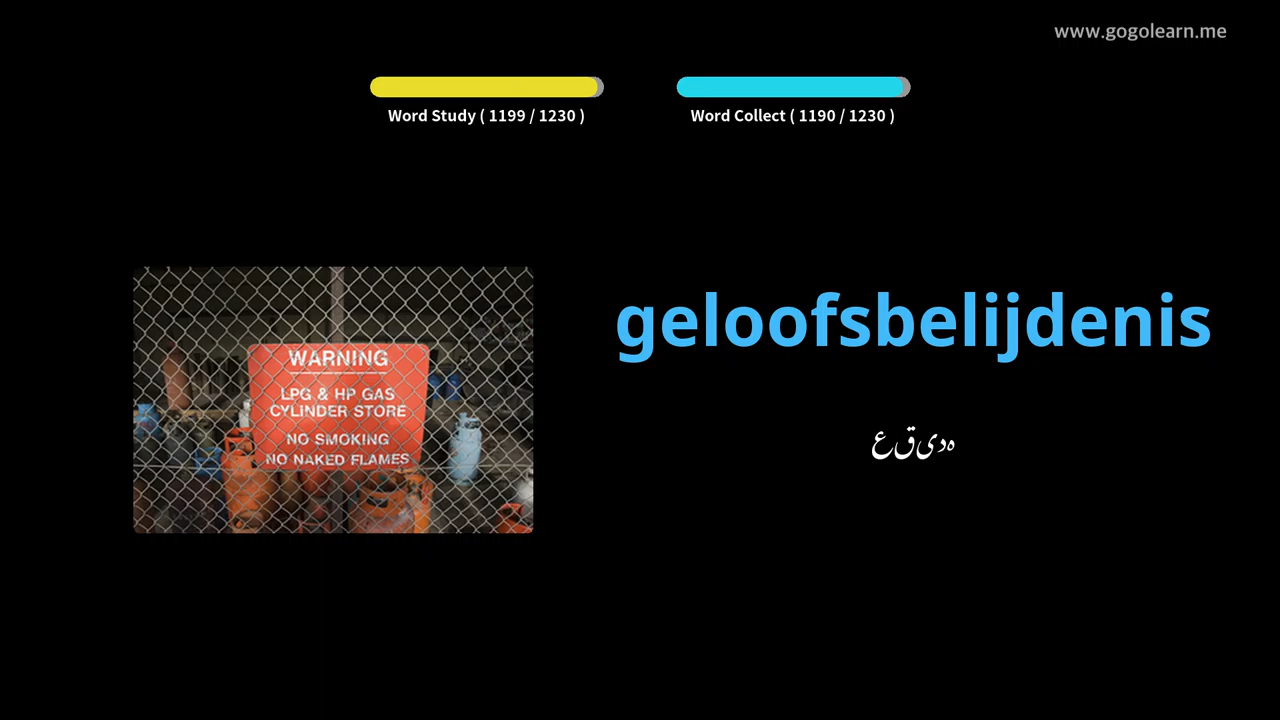 www.gogolearn.me
Word Study ( 1199 / 1230 )
Word Collect ( 1190 / 1230 )
WARNING
LPG & HP GAS
CYLINDER STORE
NO SMOKING
NO NAKED FLAMES
geloofsbelijdenis
عقیدہ